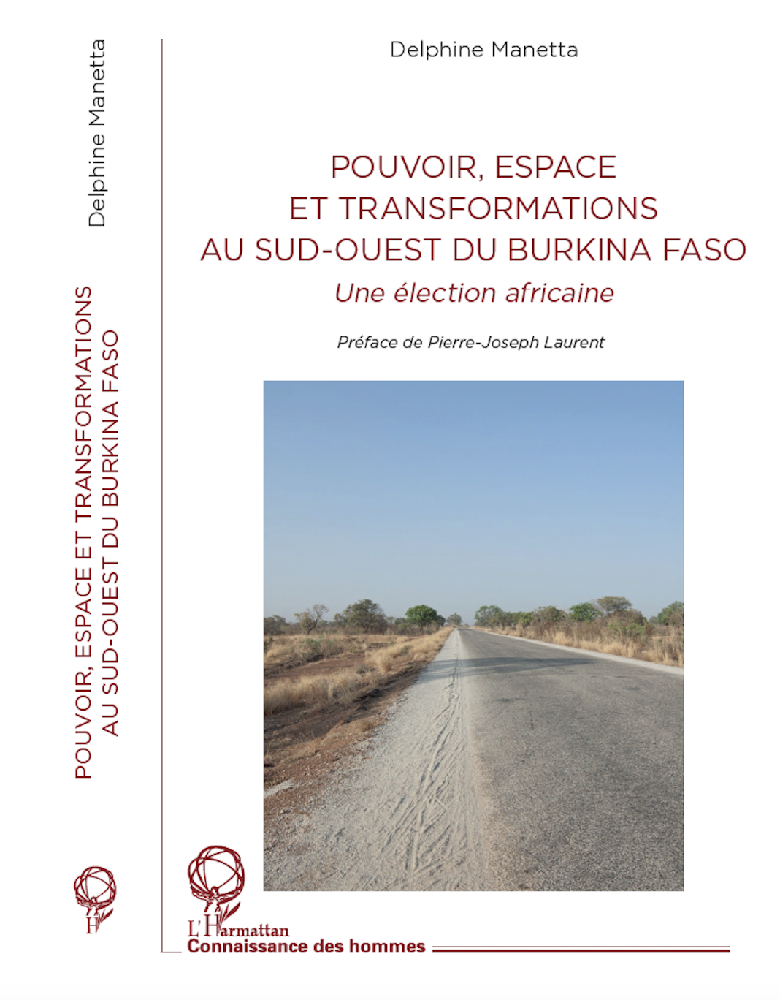 Delphine Manetta
POUVOIR, ESPACE ET TRANSFORMATIONS
AU SUD-OUEST DU BURKINA FASO
H
Delphine Manetta
POUVOIR, ESPACE
ET TRANSFORMATIONS
AU SUD-OUEST DU BURKINA FASO
Une élection africaine
Préface de Pierre-Joseph Laurent
L'Harmattan
Connaissance des hommes